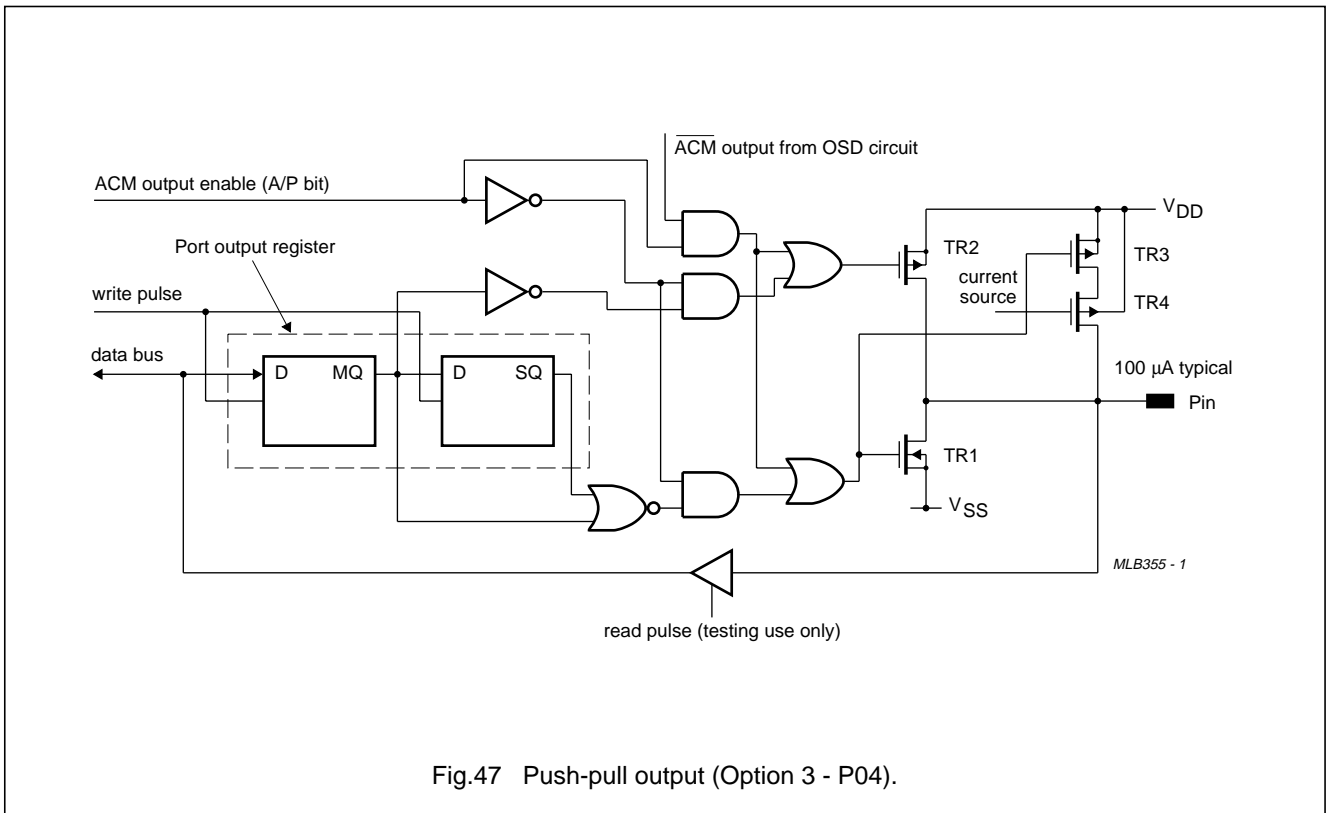 ACM output from OSD circuit
ACM output enable (A/P bit)
Port output register
write pulse
data bus
D MQ
D SQ
TR2
VDD
TR3
current
source
TR4
100 µA typical
Pin
TR1
VSS
MLB355 - 1
read pulse (testing use only)
Fig.47 Push-pull output (Option 3 - P04).